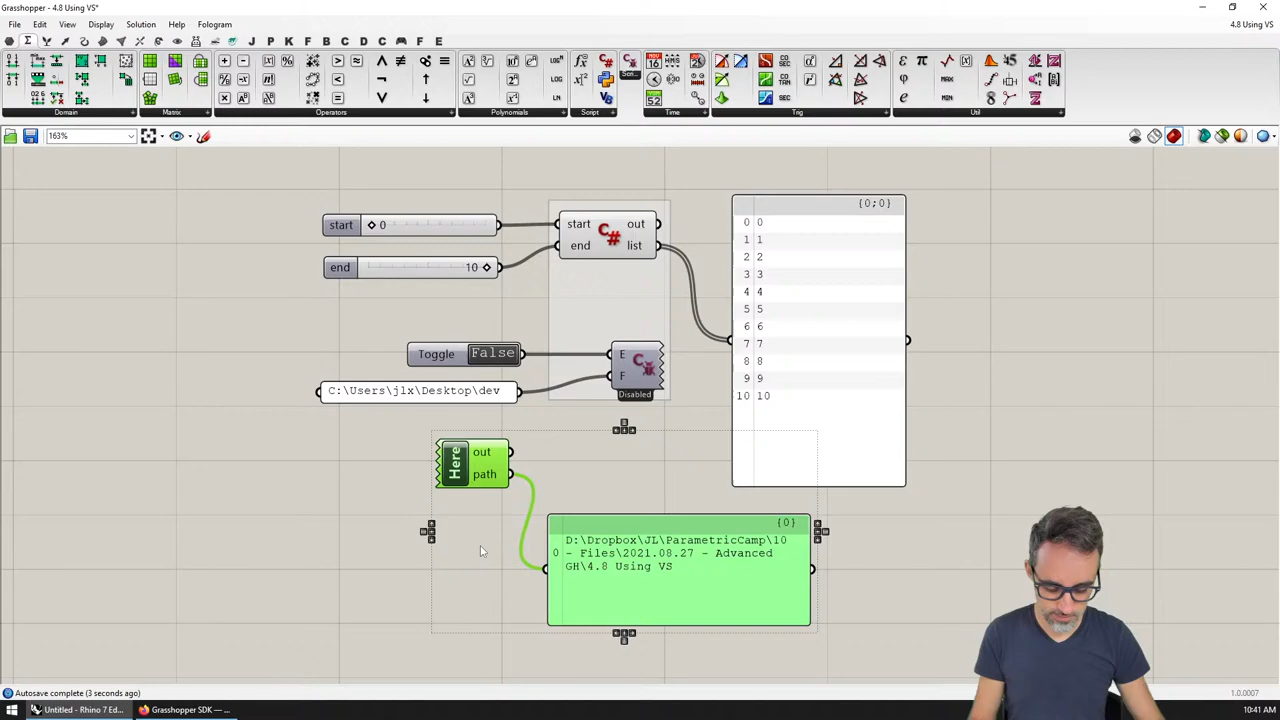 Grasshopper - 4.8 Using VS*
File Edit View Display Solution Help Fologram
4.8 Using VS*
J P K F B C D C F E
Domain Matrix Operators Polynomials Script Time Trig Util
163%
start 0
end 10
start out
end list
C#
{0;0}
0 0
1 1
2 2
3 3
4 4
5 5
6 6
7 7
8 8
9 9
10 10
Toggle False
E
F
Disabled
C:\Users\jlx\Desktop\dev
Here
out
path
{0}
0
D:\Dropbox\JL\ParametricCamp\10
- Files\2021.08.27 - Advanced
GH\4.8 Using VS
Autosave complete (3 seconds ago)
1.0.0007
Untitled - Rhino 7 Ed...
Grasshopper SDK — ...
10:41 AM